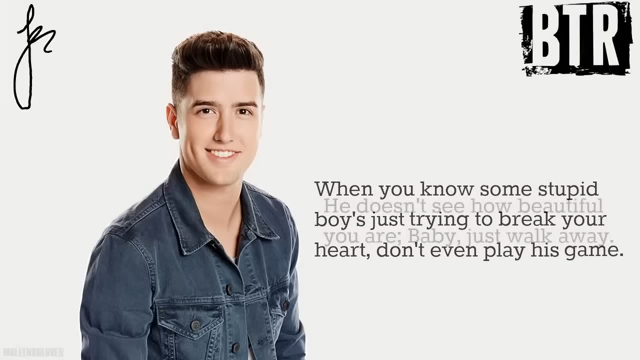 BTR
When you know some stupid
He doesn't see how beautiful
boy's just trying to break your
you are; Baby, just walk away.
heart, don't even play his game.